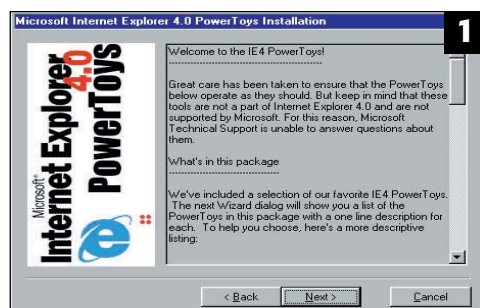 Microsoft Internet Explorer 4.0 PowerToys Installation
1
Microsoft®
Internet Explorer
4.0
PowerToys
Welcome to the IE4 PowerToys!
----------------------------------------
Great care has been taken to ensure that the PowerToys
below operate as they should. But keep in mind that these
tools are not a part of Internet Explorer 4.0 and are not
supported by Microsoft. For this reason, Microsoft
Technical Support is unable to answer questions about
them.
What's in this package
-----------------------------------
We've included a selection of our favorite IE4 PowerToys.
The next Wizard dialog will show you a list of the
PowerToys in this package with a one line description for
each. To help you choose, here's a more descriptive
listing:
< Back
Next >
Cancel